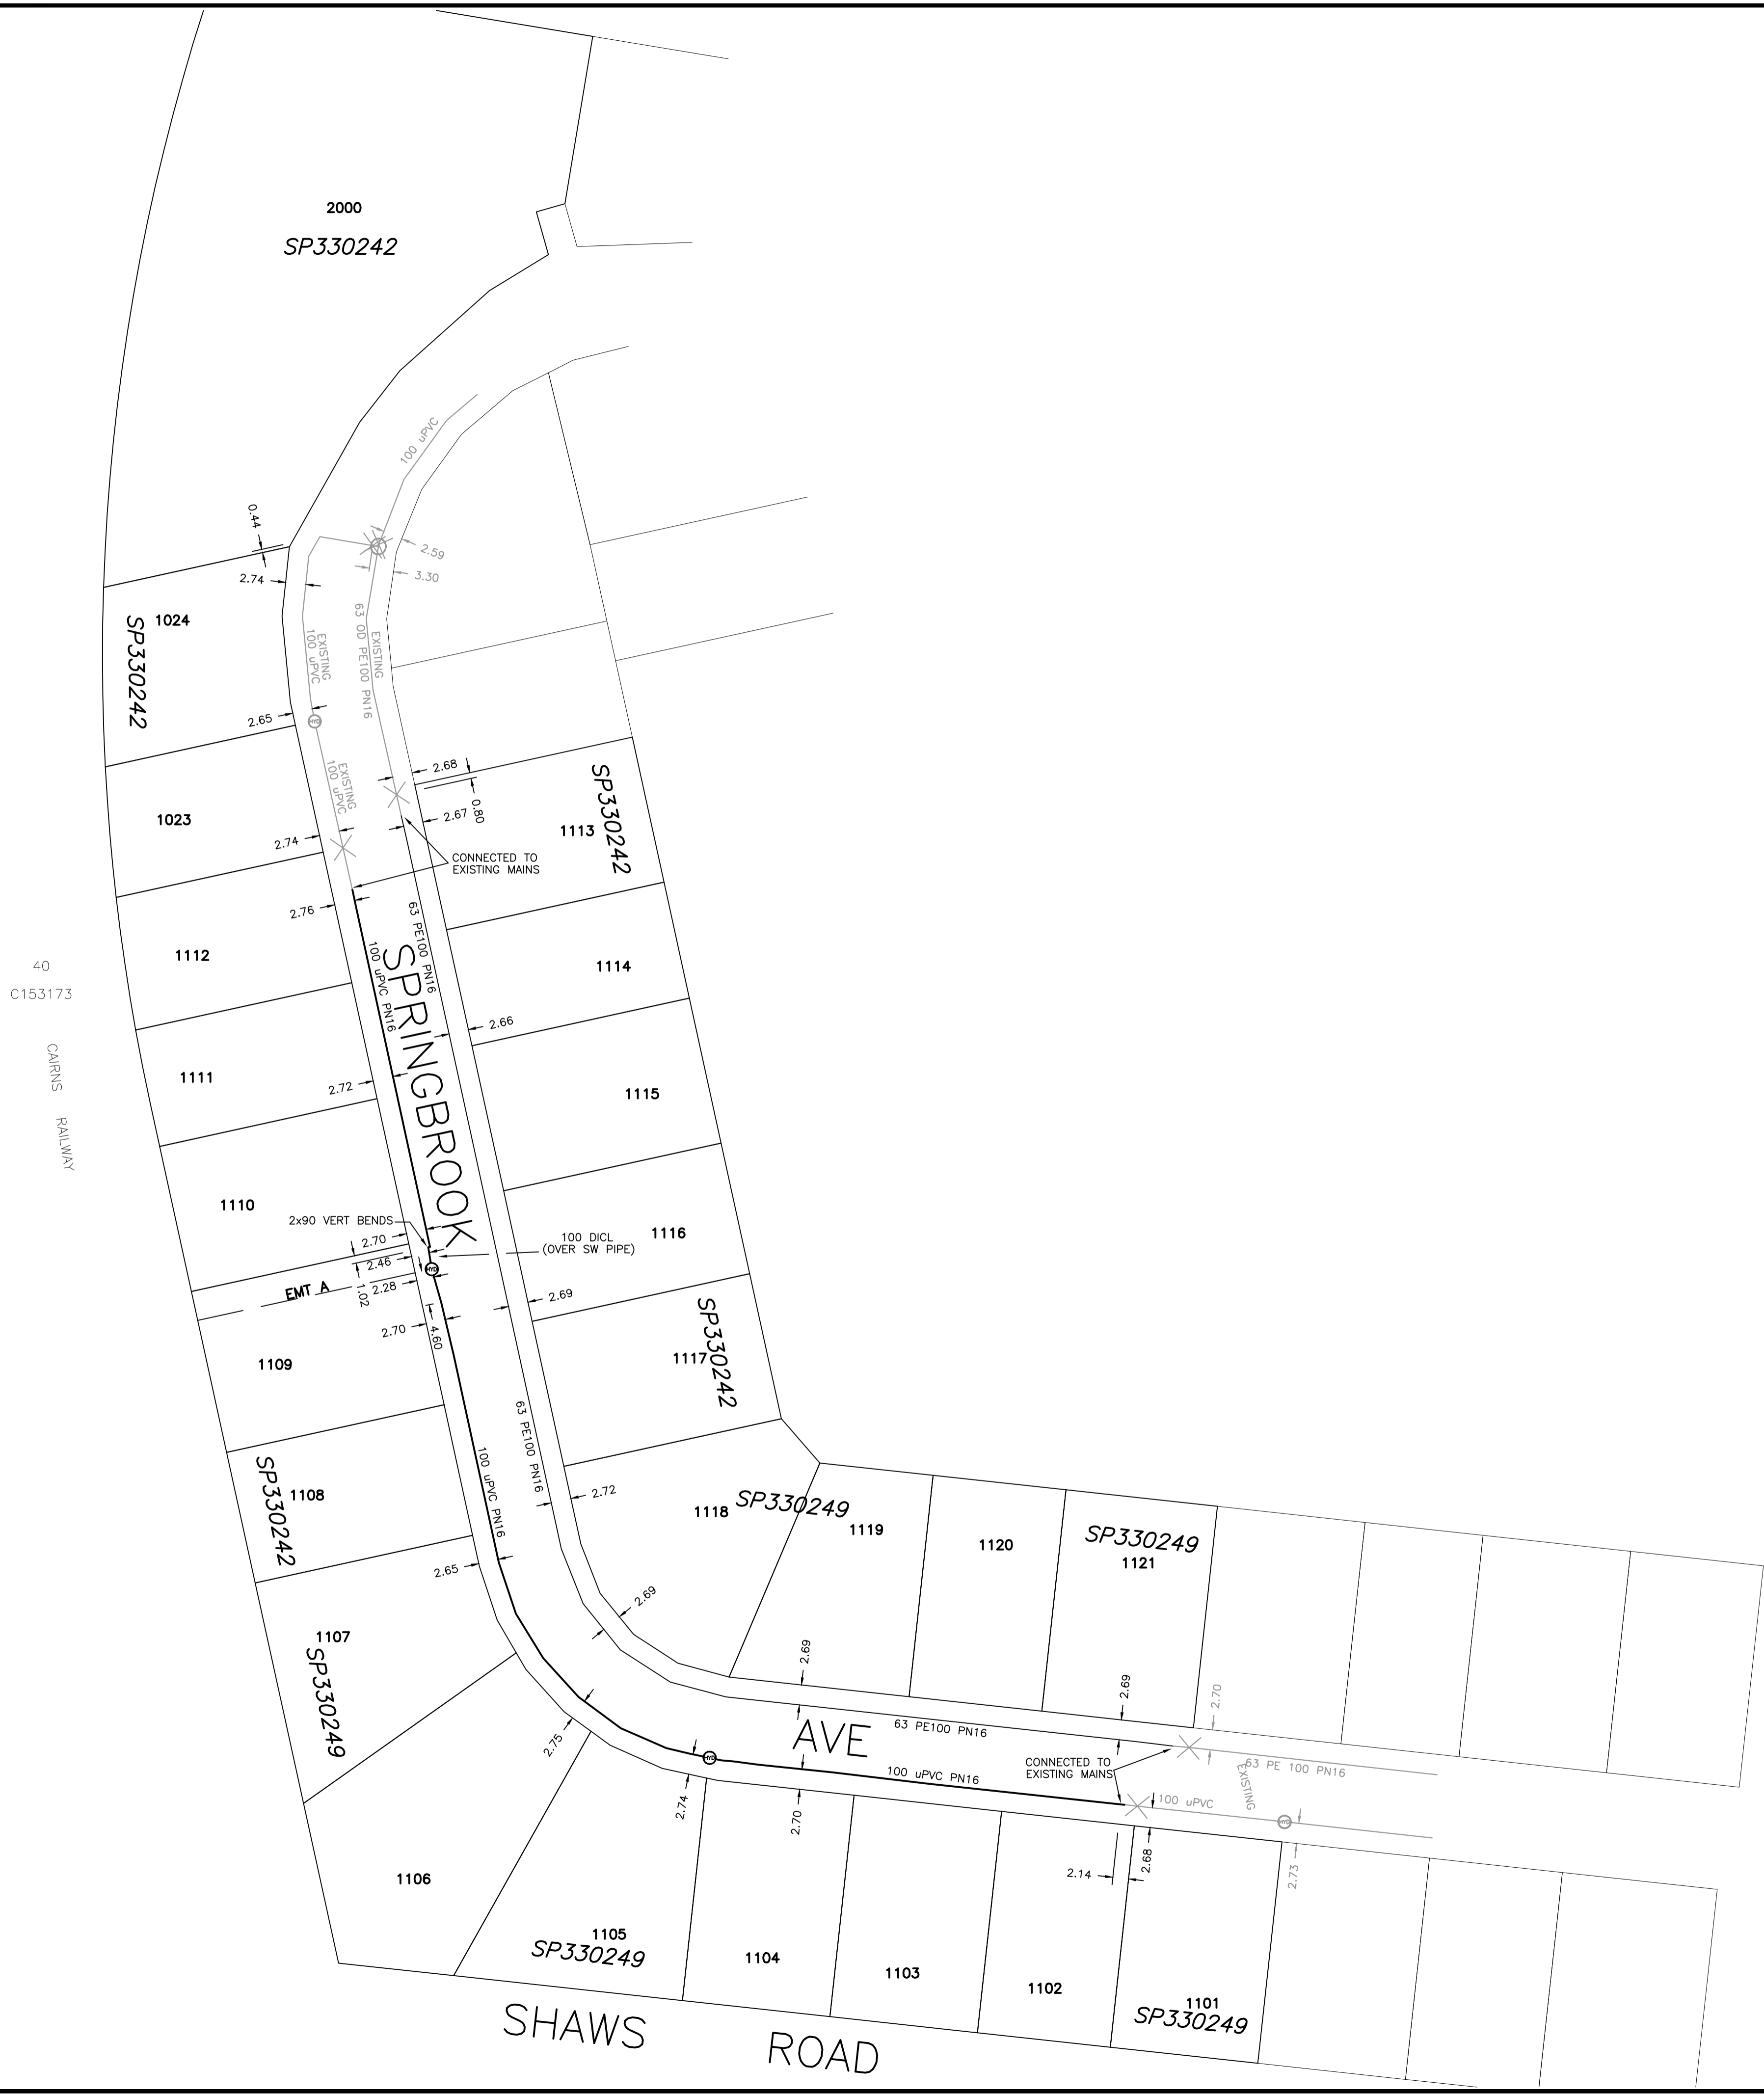 2000
SP330242
100 uPVC
0.44
2.59
2.74
3.30
1024
SP330242
EXISTING
100 uPVC
EXISTING
63 OD PE100 PN16
2.65
HYD
EXISTING
100 uPVC
2.68
0.80
2.67
SP330242
1113
1023
2.74
CONNECTED TO
EXISTING MAINS
2.76
63 PE100 PN16
100 uPVC PN16
SPRINGBROOK
1112
1114
40
C153173
CAIRNS RAILWAY
2.66
1111
2.72
1115
1110
2x90 VERT BENDS
2.70
100 DICL
(OVER SW PIPE)
1116
2.46
HYD
EMT A
1.02
2.28
2.69
2.70
4.60
SP330242
1109
1117
63 PE100 PN16
100 uPVC PN16
SP330242
1108
2.72
1118
SP330249
1119
1120
SP330249
1121
2.65
2.69
1107
SP330249
2.69
2.69
2.70
AVE
63 PE100 PN16
2.75
HYD
CONNECTED TO
EXISTING MAINS
63 PE 100 PN16
EXISTING
100 uPVC PN16
100 uPVC
HYD
2.74
2.70
2.14
2.68
2.73
1106
1105
SP330249
1104
1103
1102
1101
SP330249
SHAWS ROAD